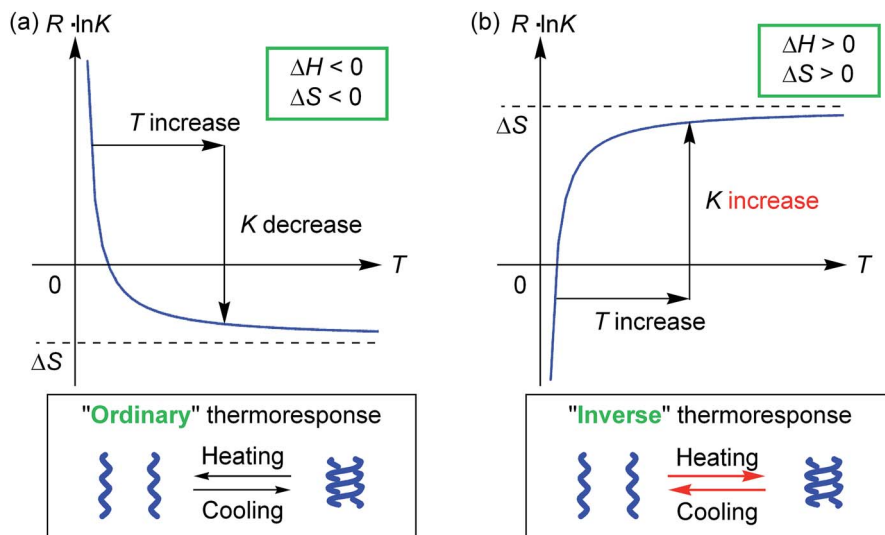 (a) R·lnK
ΔH < 0
ΔS < 0
T increase
K decrease
0
T
ΔS
"Ordinary" thermoresponse
Heating
Cooling
(b) R·lnK
ΔH > 0
ΔS > 0
ΔS
K increase
0
T
T increase
"Inverse" thermoresponse
Heating
Cooling